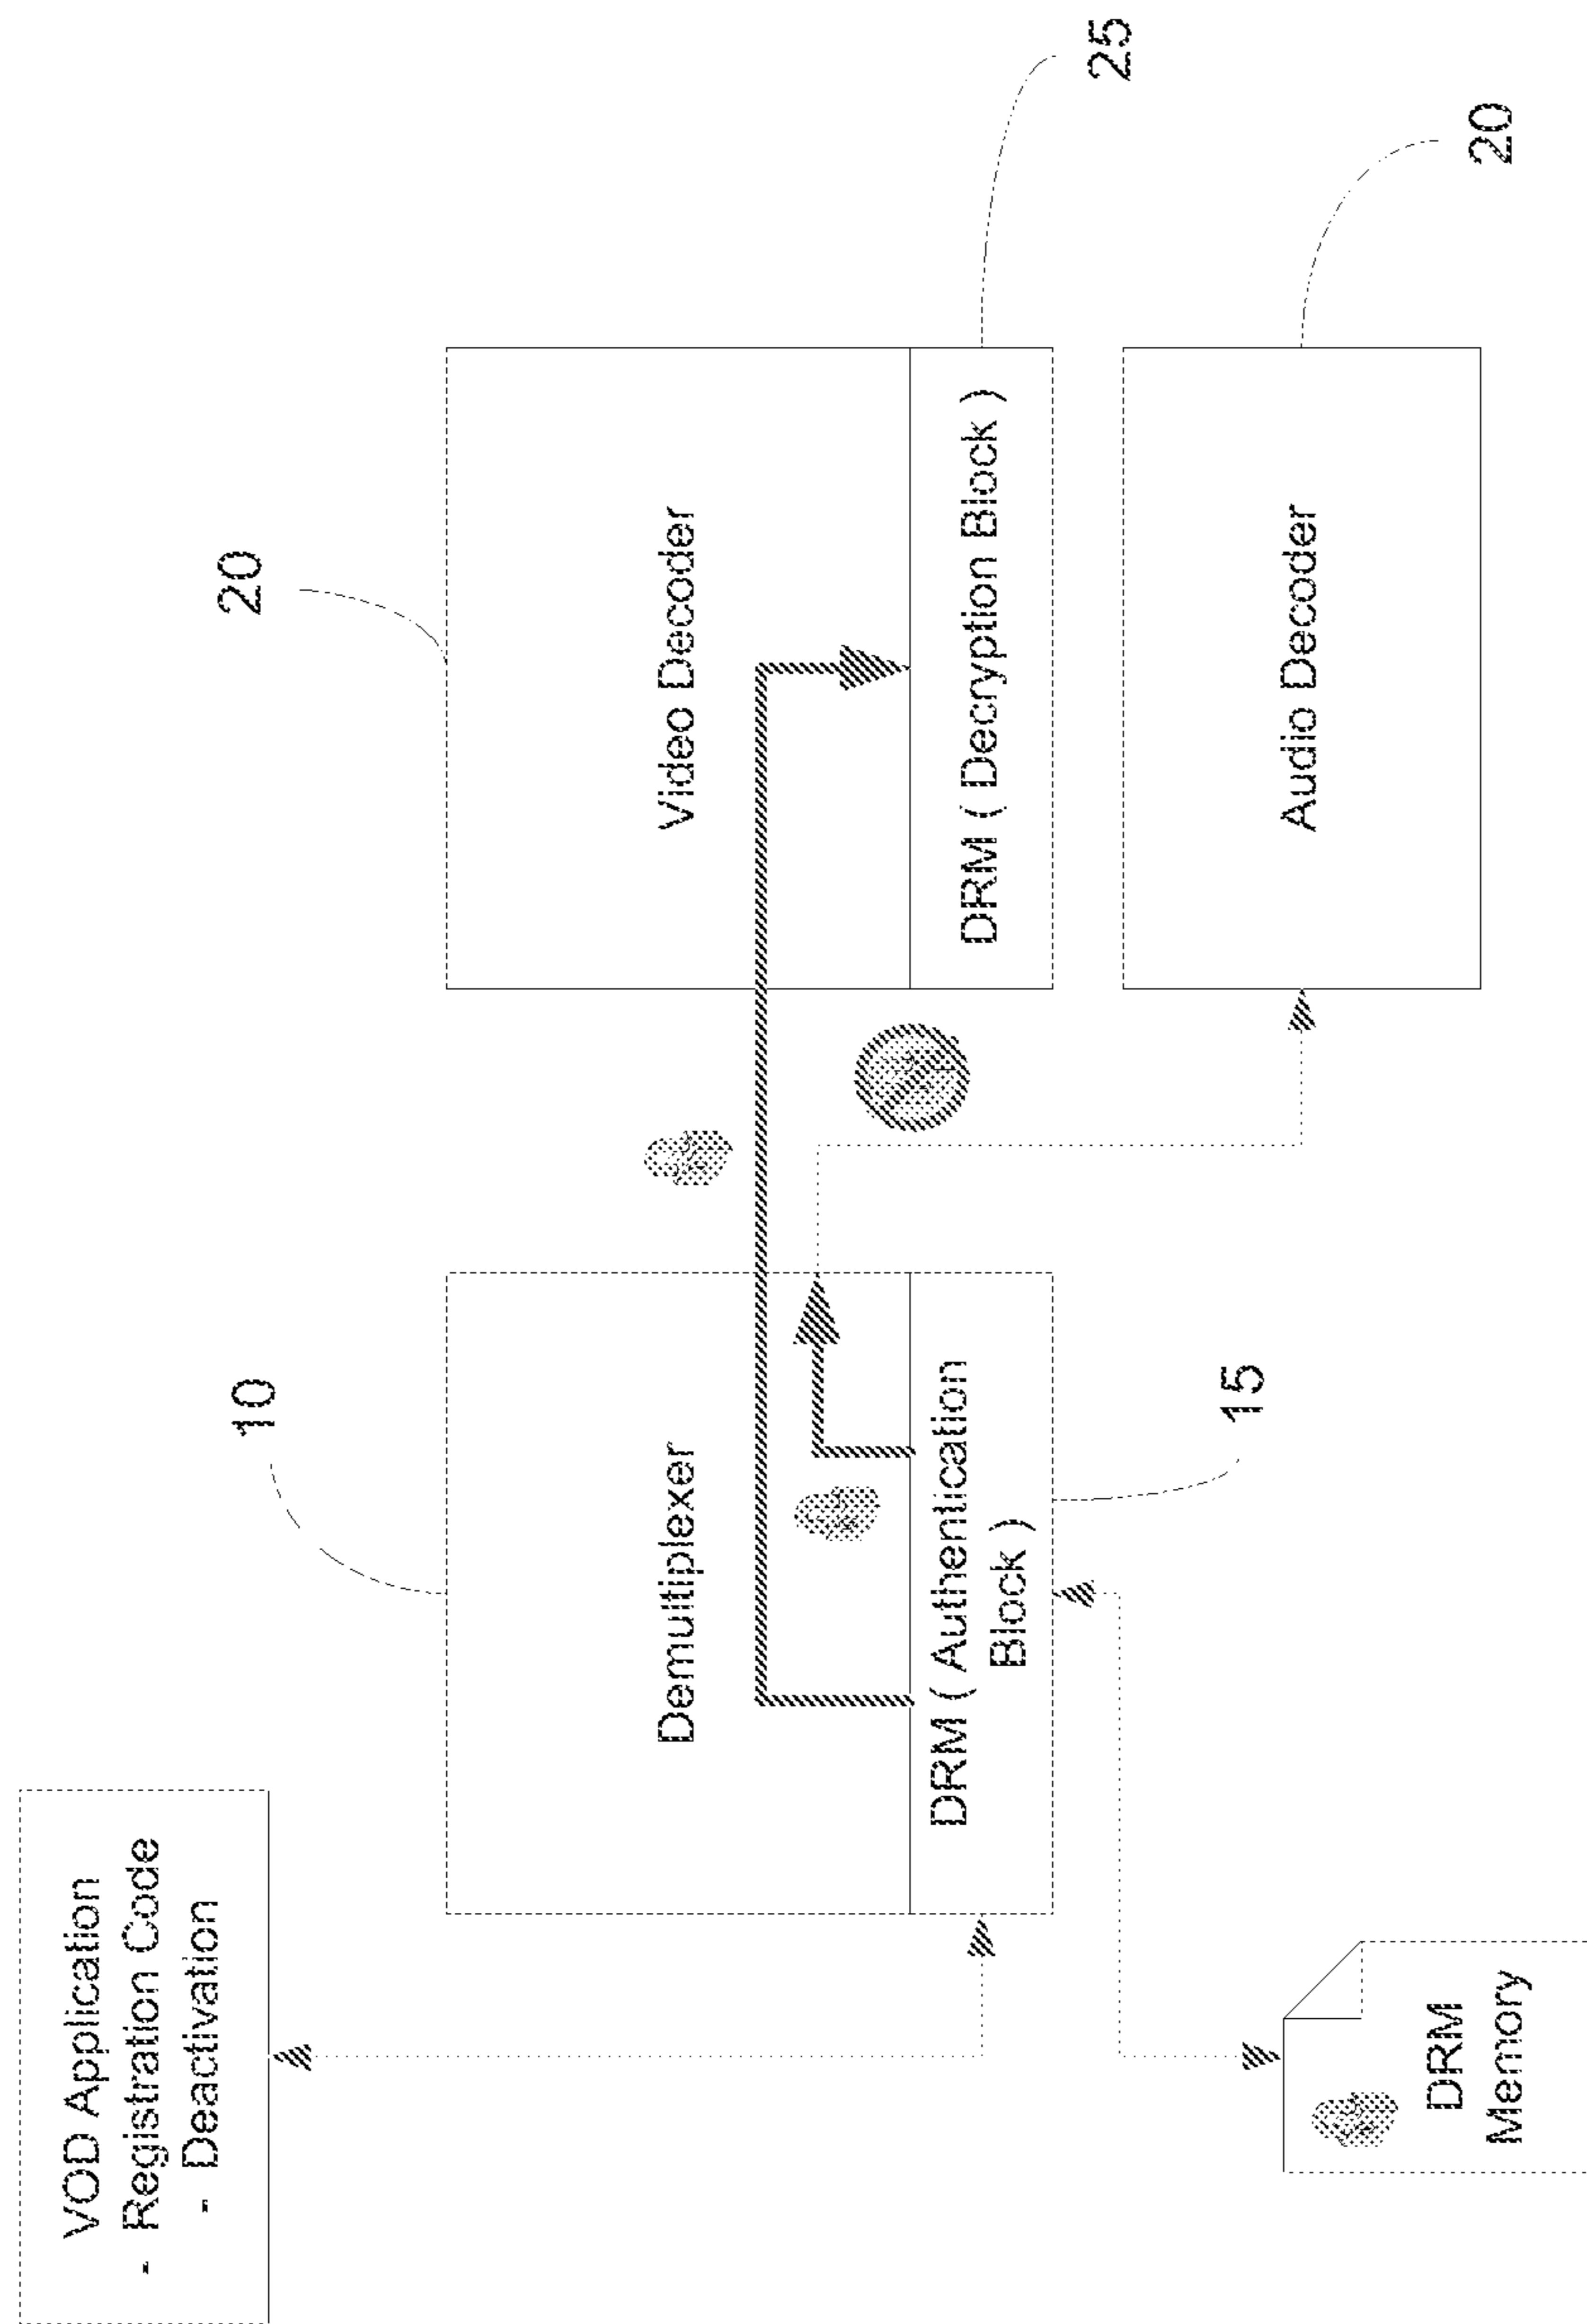 VOD Application
- Registration Code
- Deactivation
10
Demultiplexer
DRM ( Authentication
Block )
15
DRM
Memory
20
Video Decoder
DRM ( Decryption Block )
25
Audio Decoder
20